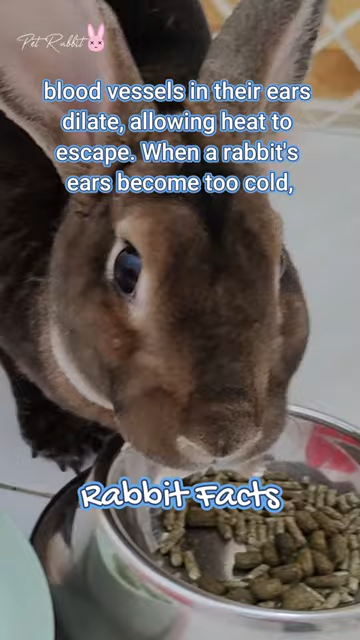 Pet Rabbit
blood vessels in their ears
dilate, allowing heat to
escape. When a rabbit's
ears become too cold,
Rabbit Facts